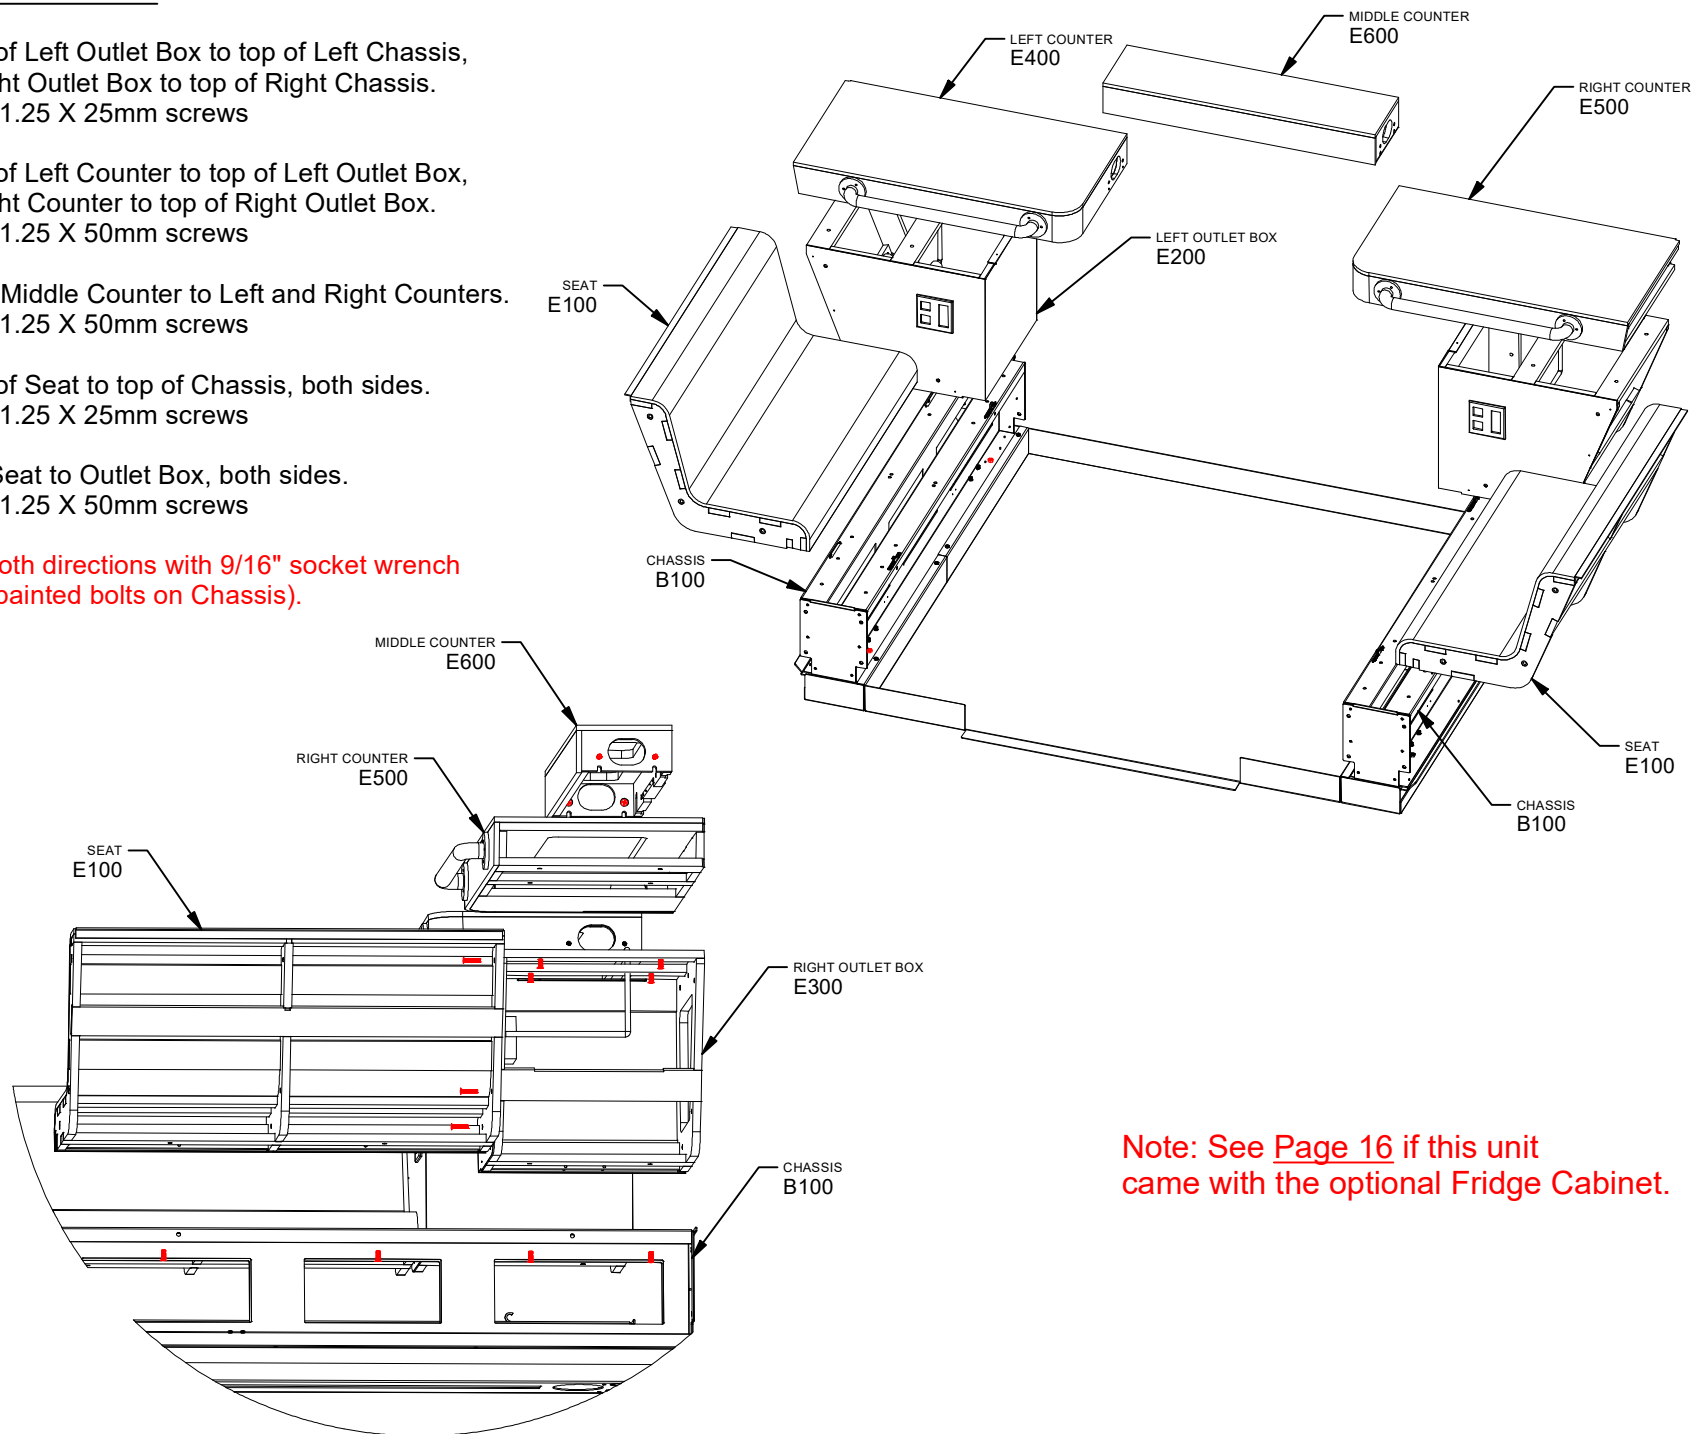 of Left Outlet Box to top of Left Chassis,
ht Outlet Box to top of Right Chassis.
1.25 X 25mm screws
of Left Counter to top of Left Outlet Box,
ht Counter to top of Right Outlet Box.
1.25 X 50mm screws
Middle Counter to Left and Right Counters.
1.25 X 50mm screws
of Seat to top of Chassis, both sides.
1.25 X 25mm screws
Seat to Outlet Box, both sides.
1.25 X 50mm screws
oth directions with 9/16" socket wrench
painted bolts on Chassis).
MIDDLE COUNTER
E600
LEFT COUNTER
E400
RIGHT COUNTER
E500
LEFT OUTLET BOX
E200
SEAT
E100
CHASSIS
B100
SEAT
E100
CHASSIS
B100
MIDDLE COUNTER
E600
RIGHT COUNTER
E500
SEAT
E100
RIGHT OUTLET BOX
E300
CHASSIS
B100
Note: See Page 16 if this unit
came with the optional Fridge Cabinet.